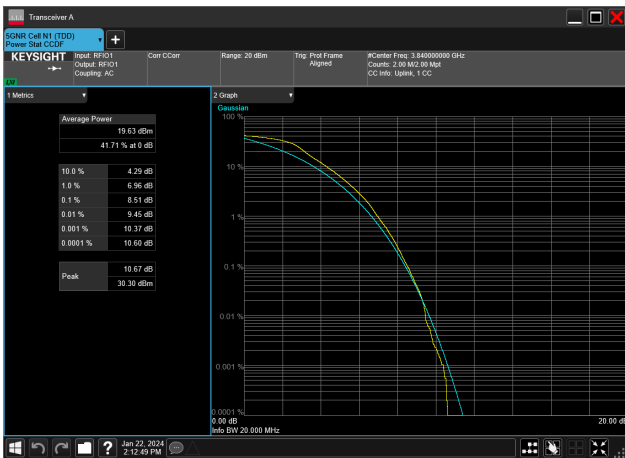 Transceiver A
5GNR Cell N1 (TDD)
Power Stat CCDF
KEYSIGHT
Input: RFIO1
Output: RFIO1
Coupling: AC
Corr CCorr
Range: 20 dBm
Trig: Prot Frame
Aligned
#Center Freq: 3.840000000 GHz
Counts: 2.00 M/2.00 Mpt
CC Info: Uplink, 1 CC
1 Metrics
Average Power
19.63 dBm
41.71 % at 0 dB
10.0 % 4.29 dB
1.0 % 6.96 dB
0.1 % 8.51 dB
0.01 % 9.45 dB
0.001 % 10.37 dB
0.0001 % 10.60 dB
Peak
10.67 dB
30.30 dBm
2 Graph
Gaussian
100 %
10 %
1 %
0.1 %
0.01 %
0.001 %
0.0001 %
0.00 dB
20.00 dB
Info BW 20.000 MHz
Jan 22, 2024
2:12:49 PM